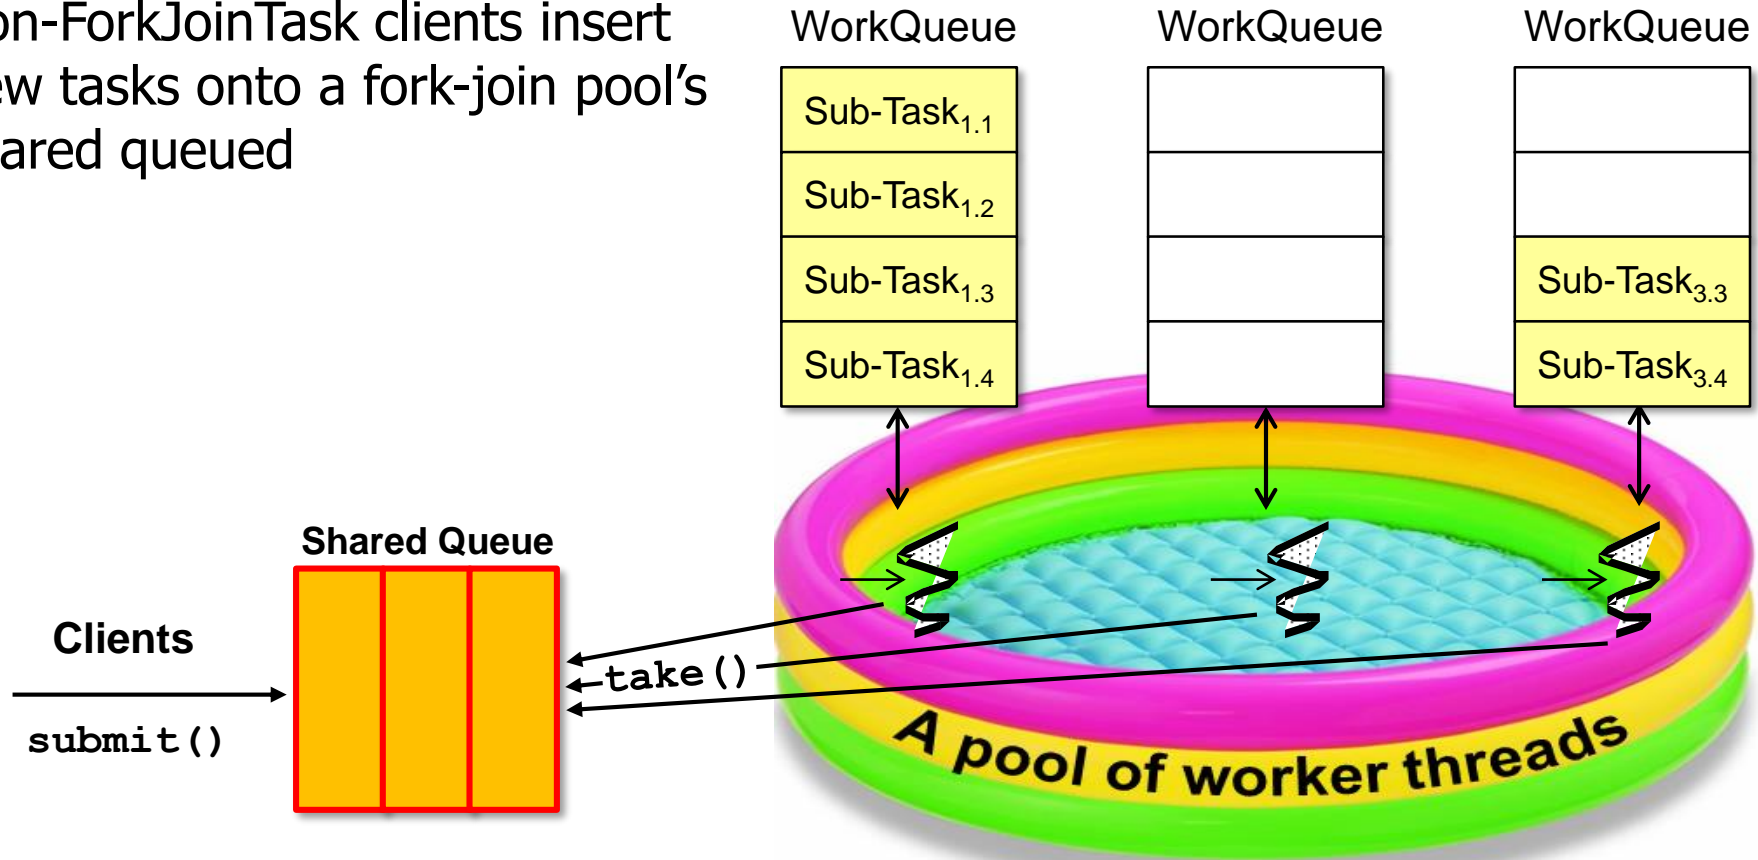 on-ForkJoinTask clients insert
ew tasks onto a fork-join pool’s
ared queued
WorkQueue
WorkQueue
WorkQueue
Sub-Task1.1
Sub-Task1.2
Sub-Task1.3
Sub-Task3.3
Sub-Task1.4
Sub-Task3.4
Shared Queue
Clients
take()
submit()
A pool of worker threads